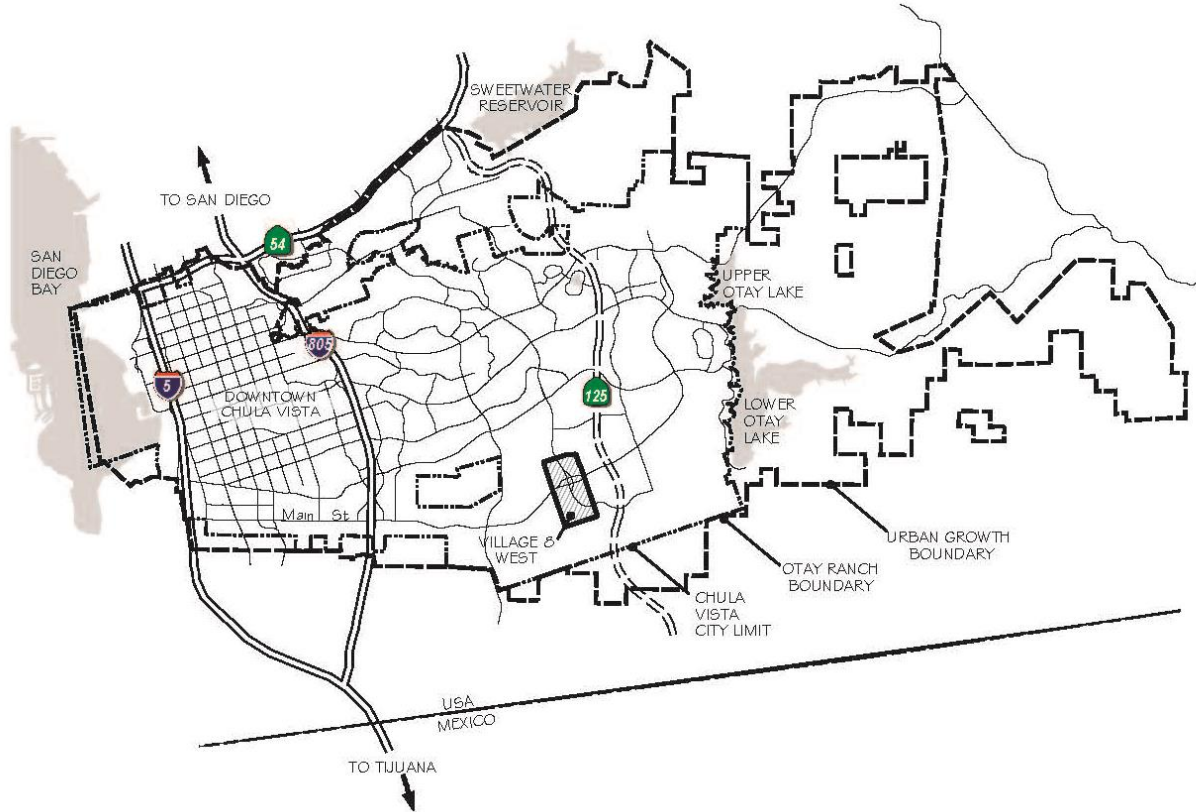 SWEETWATER
RESERVOIR
TO SAN DIEGO
54
SAN
DIEGO
BAY
UPPER
OTAY LAKE
805
5
DOWNTOWN
CHULA VISTA
125
LOWER
OTAY
LAKE
Main St
VILLAGE 8
WEST
URBAN GROWTH
BOUNDARY
OTAY RANCH
BOUNDARY
CHULA
VISTA
CITY LIMIT
USA
MEXICO
TO TIJUANA